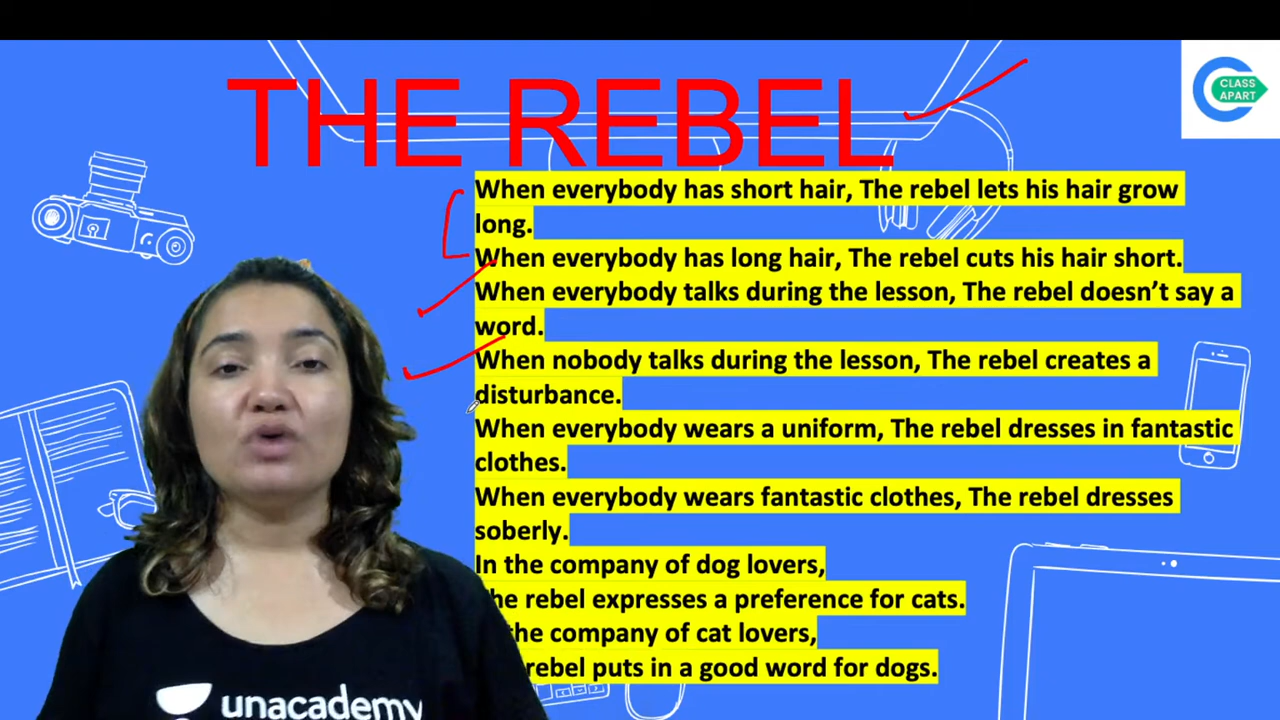 THE REBEL
CLASS
APART
When everybody has short hair, The rebel lets his hair grow
long.
When everybody has long hair, The rebel cuts his hair short.
When everybody talks during the lesson, The rebel doesn't say a
word.
When nobody talks during the lesson, The rebel creates a
disturbance.
When everybody wears a uniform, The rebel dresses in fantastic
clothes.
When everybody wears fantastic clothes, The rebel dresses
soberly.
In the company of dog lovers,
rebel expresses a preference for cats.
the company of cat lovers,
rebel puts in a good word for dogs.
unacademy